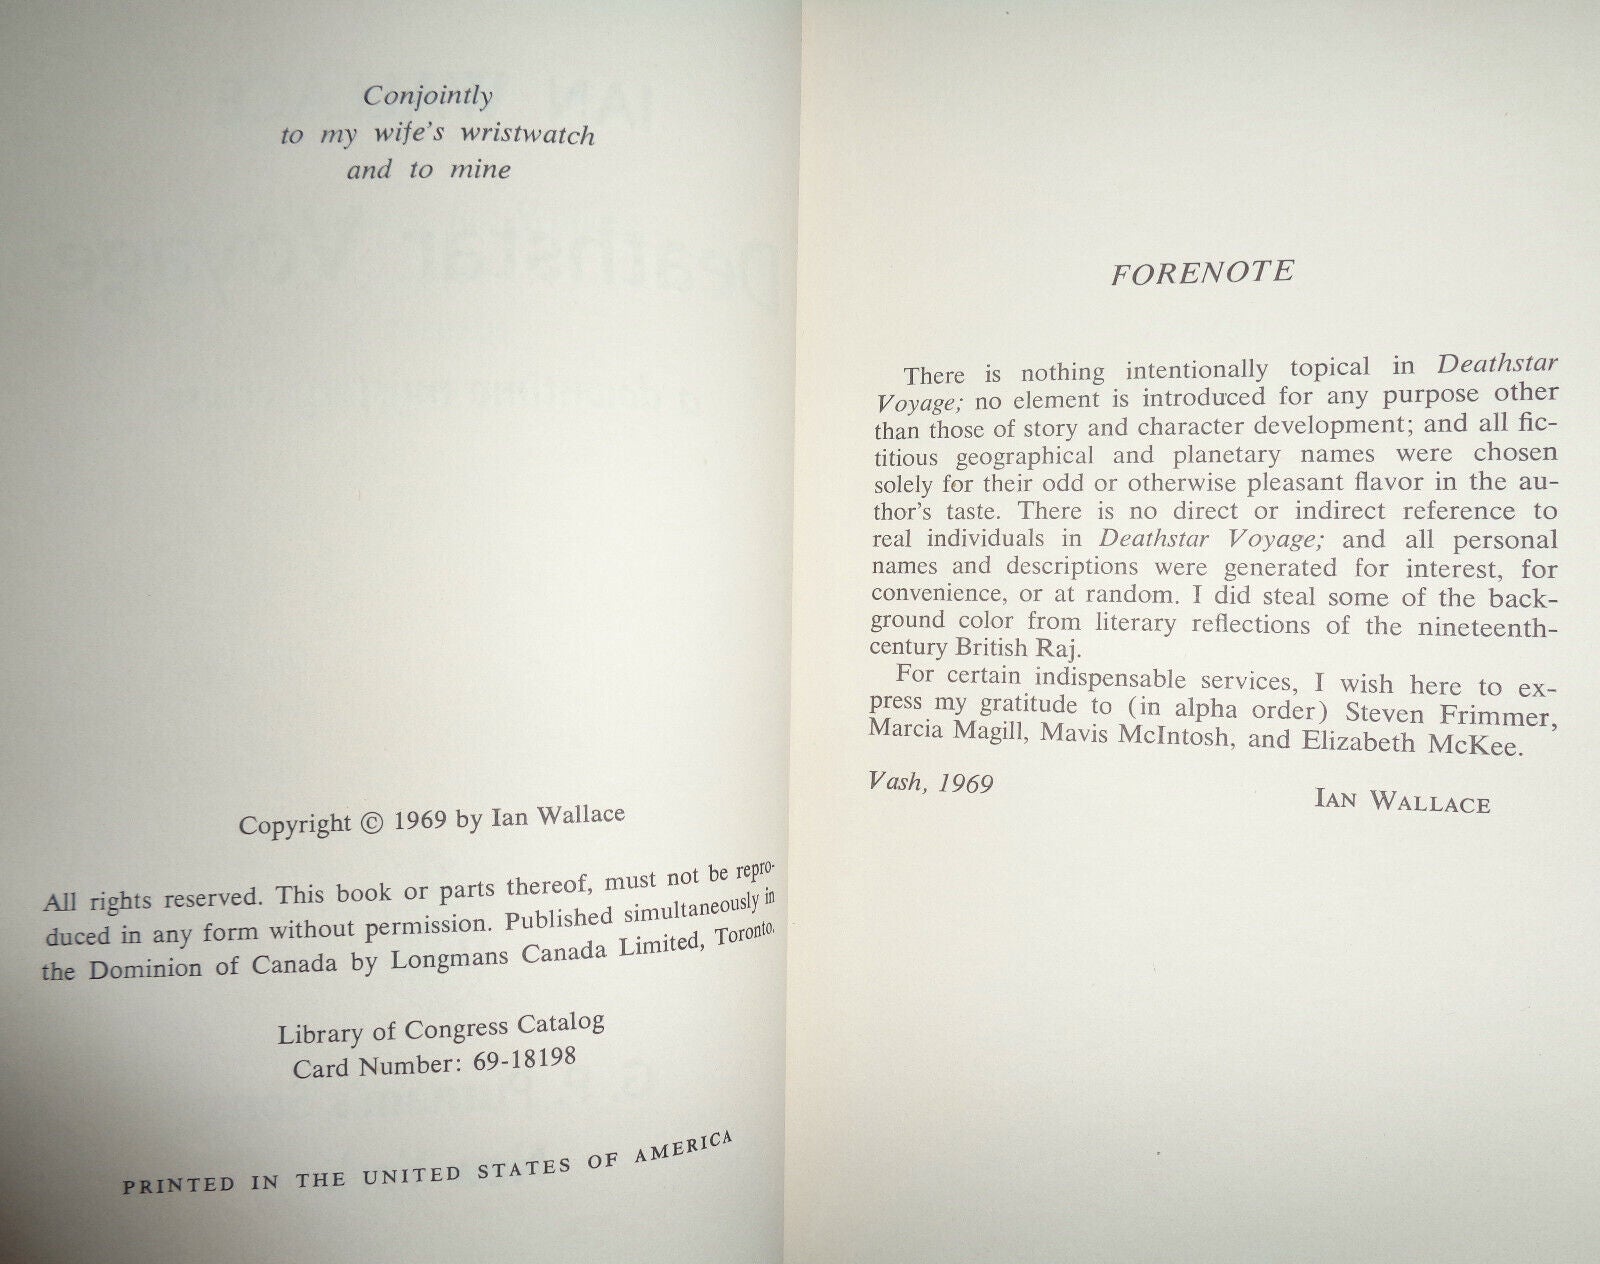 Conjointly
to my wife's wristwatch
and to mine
Copyright © 1969 by Ian Wallace
All rights reserved. This book or parts thereof, must not be repro-
duced in any form without permission. Published simultaneously in
the Dominion of Canada by Longmans Canada Limited, Toronto.
Library of Congress Catalog
Card Number: 69-18198
PRINTED IN THE UNITED STATES OF AMERICA
FORENOTE
There is nothing intentionally topical in Deathstar
Voyage; no element is introduced for any purpose other
than those of story and character development; and all fic-
titious geographical and planetary names were chosen
solely for their odd or otherwise pleasant flavor in the au-
thor's taste. There is no direct or indirect reference to
real individuals in Deathstar Voyage; and all personal
names and descriptions were generated for interest, for
convenience, or at random. I did steal some of the back-
ground color from literary reflections of the nineteenth-
century British Raj.
For certain indispensable services, I wish here to ex-
press my gratitude to (in alpha order) Steven Frimmer,
Marcia Magill, Mavis McIntosh, and Elizabeth McKee.
Vash, 1969
IAN WALLACE